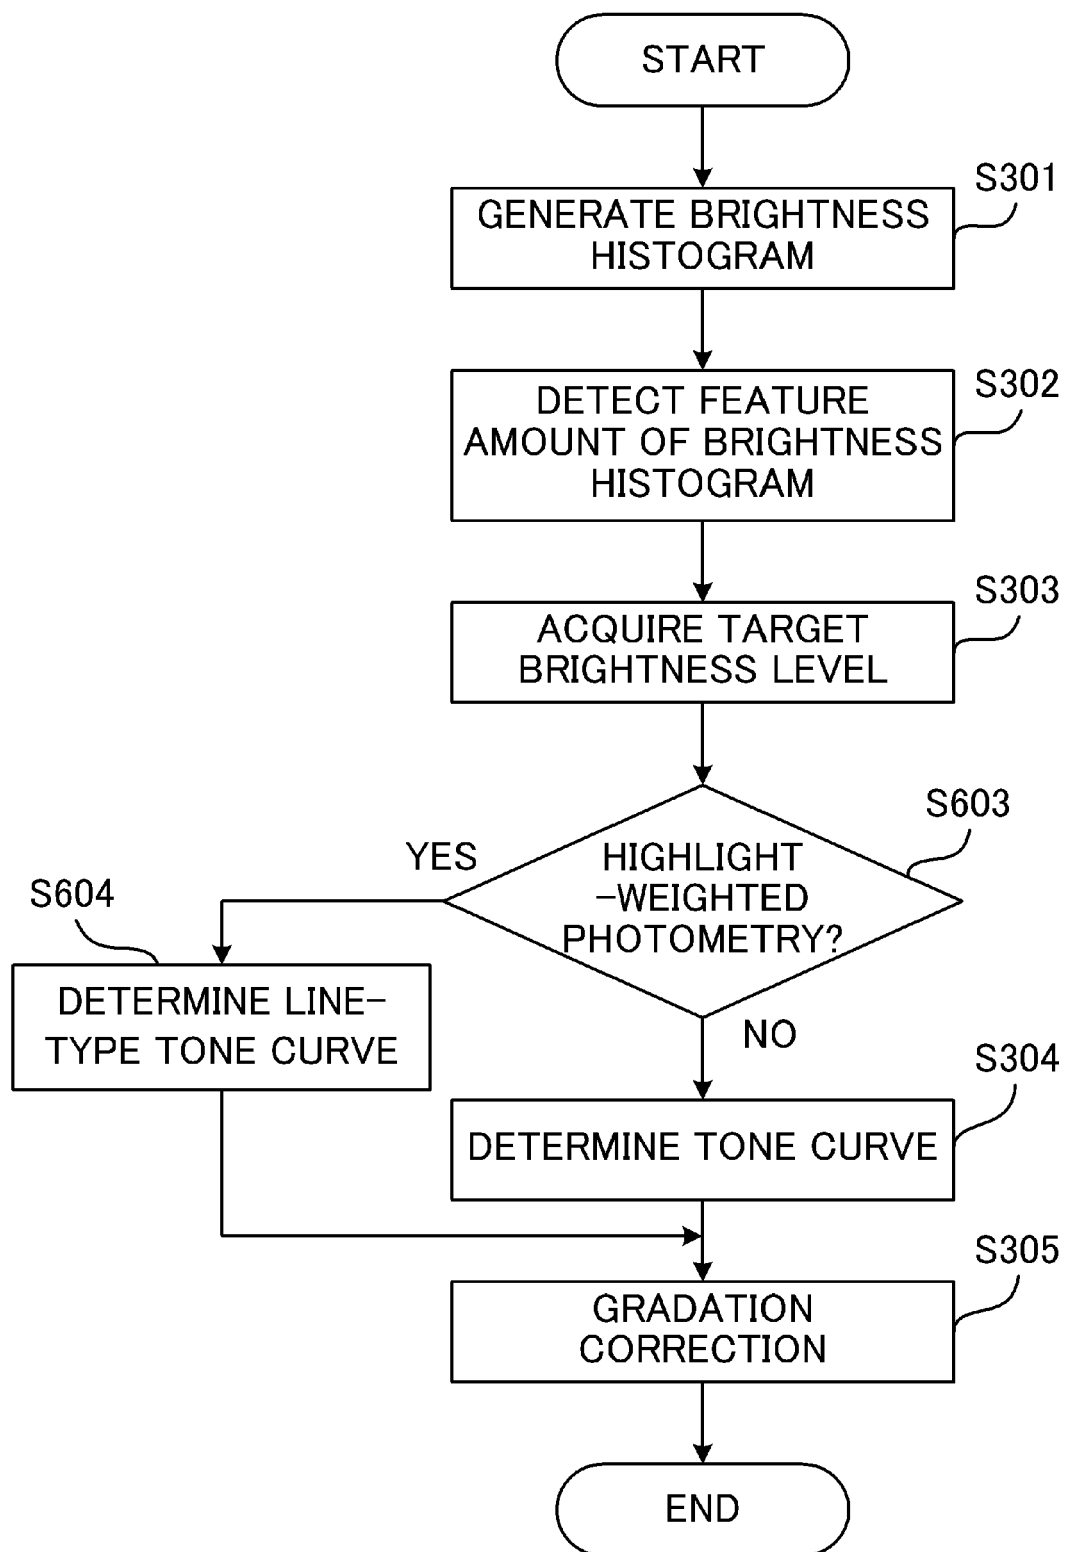 START
S301
GENERATE BRIGHTNESS
HISTOGRAM
S302
DETECT FEATURE
AMOUNT OF BRIGHTNESS
HISTOGRAM
S303
ACQUIRE TARGET
BRIGHTNESS LEVEL
S603
HIGHLIGHT
-WEIGHTED
PHOTOMETRY?
YES
S604
DETERMINE LINE-
TYPE TONE CURVE
NO
S304
DETERMINE TONE CURVE
S305
GRADATION
CORRECTION
END